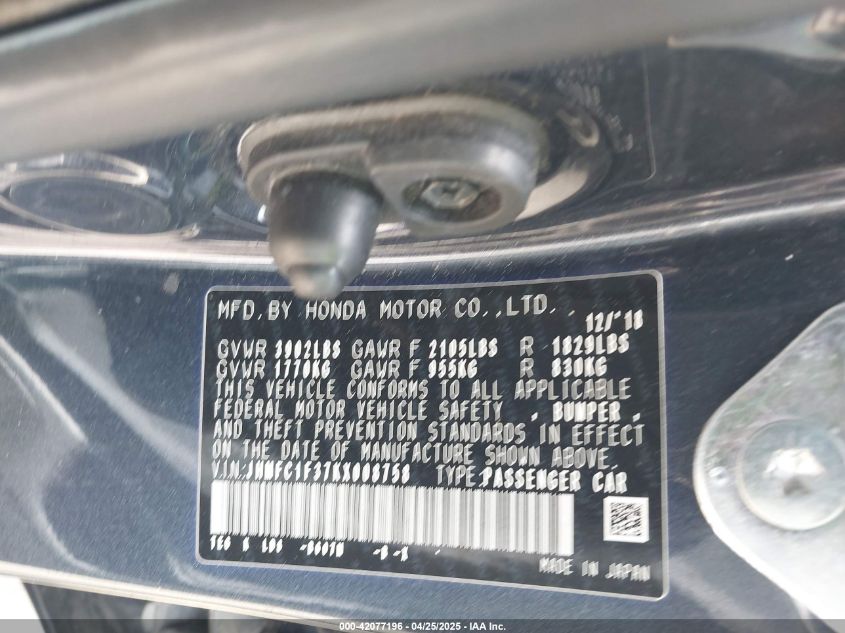 MFD. BY HONDA MOTOR CO.,LTD.
12/'18
GVWR 3902LBS GAWR F 2105LBS R 1829LBS
GVWR 1770KG GAWR F 955KG R 830KG
THIS VEHICLE CONFORMS TO ALL APPLICABLE
FEDERAL MOTOR VEHICLE SAFETY , BUMPER ,
AND THEFT PREVENTION STANDARDS IN EFFECT
ON THE DATE OF MANUFACTURE SHOWN ABOVE.
V.I.N: TYPE:PASSENGER CAR
MADE IN JAPAN
000-42077196 - 04/25/2025 - IAA Inc.